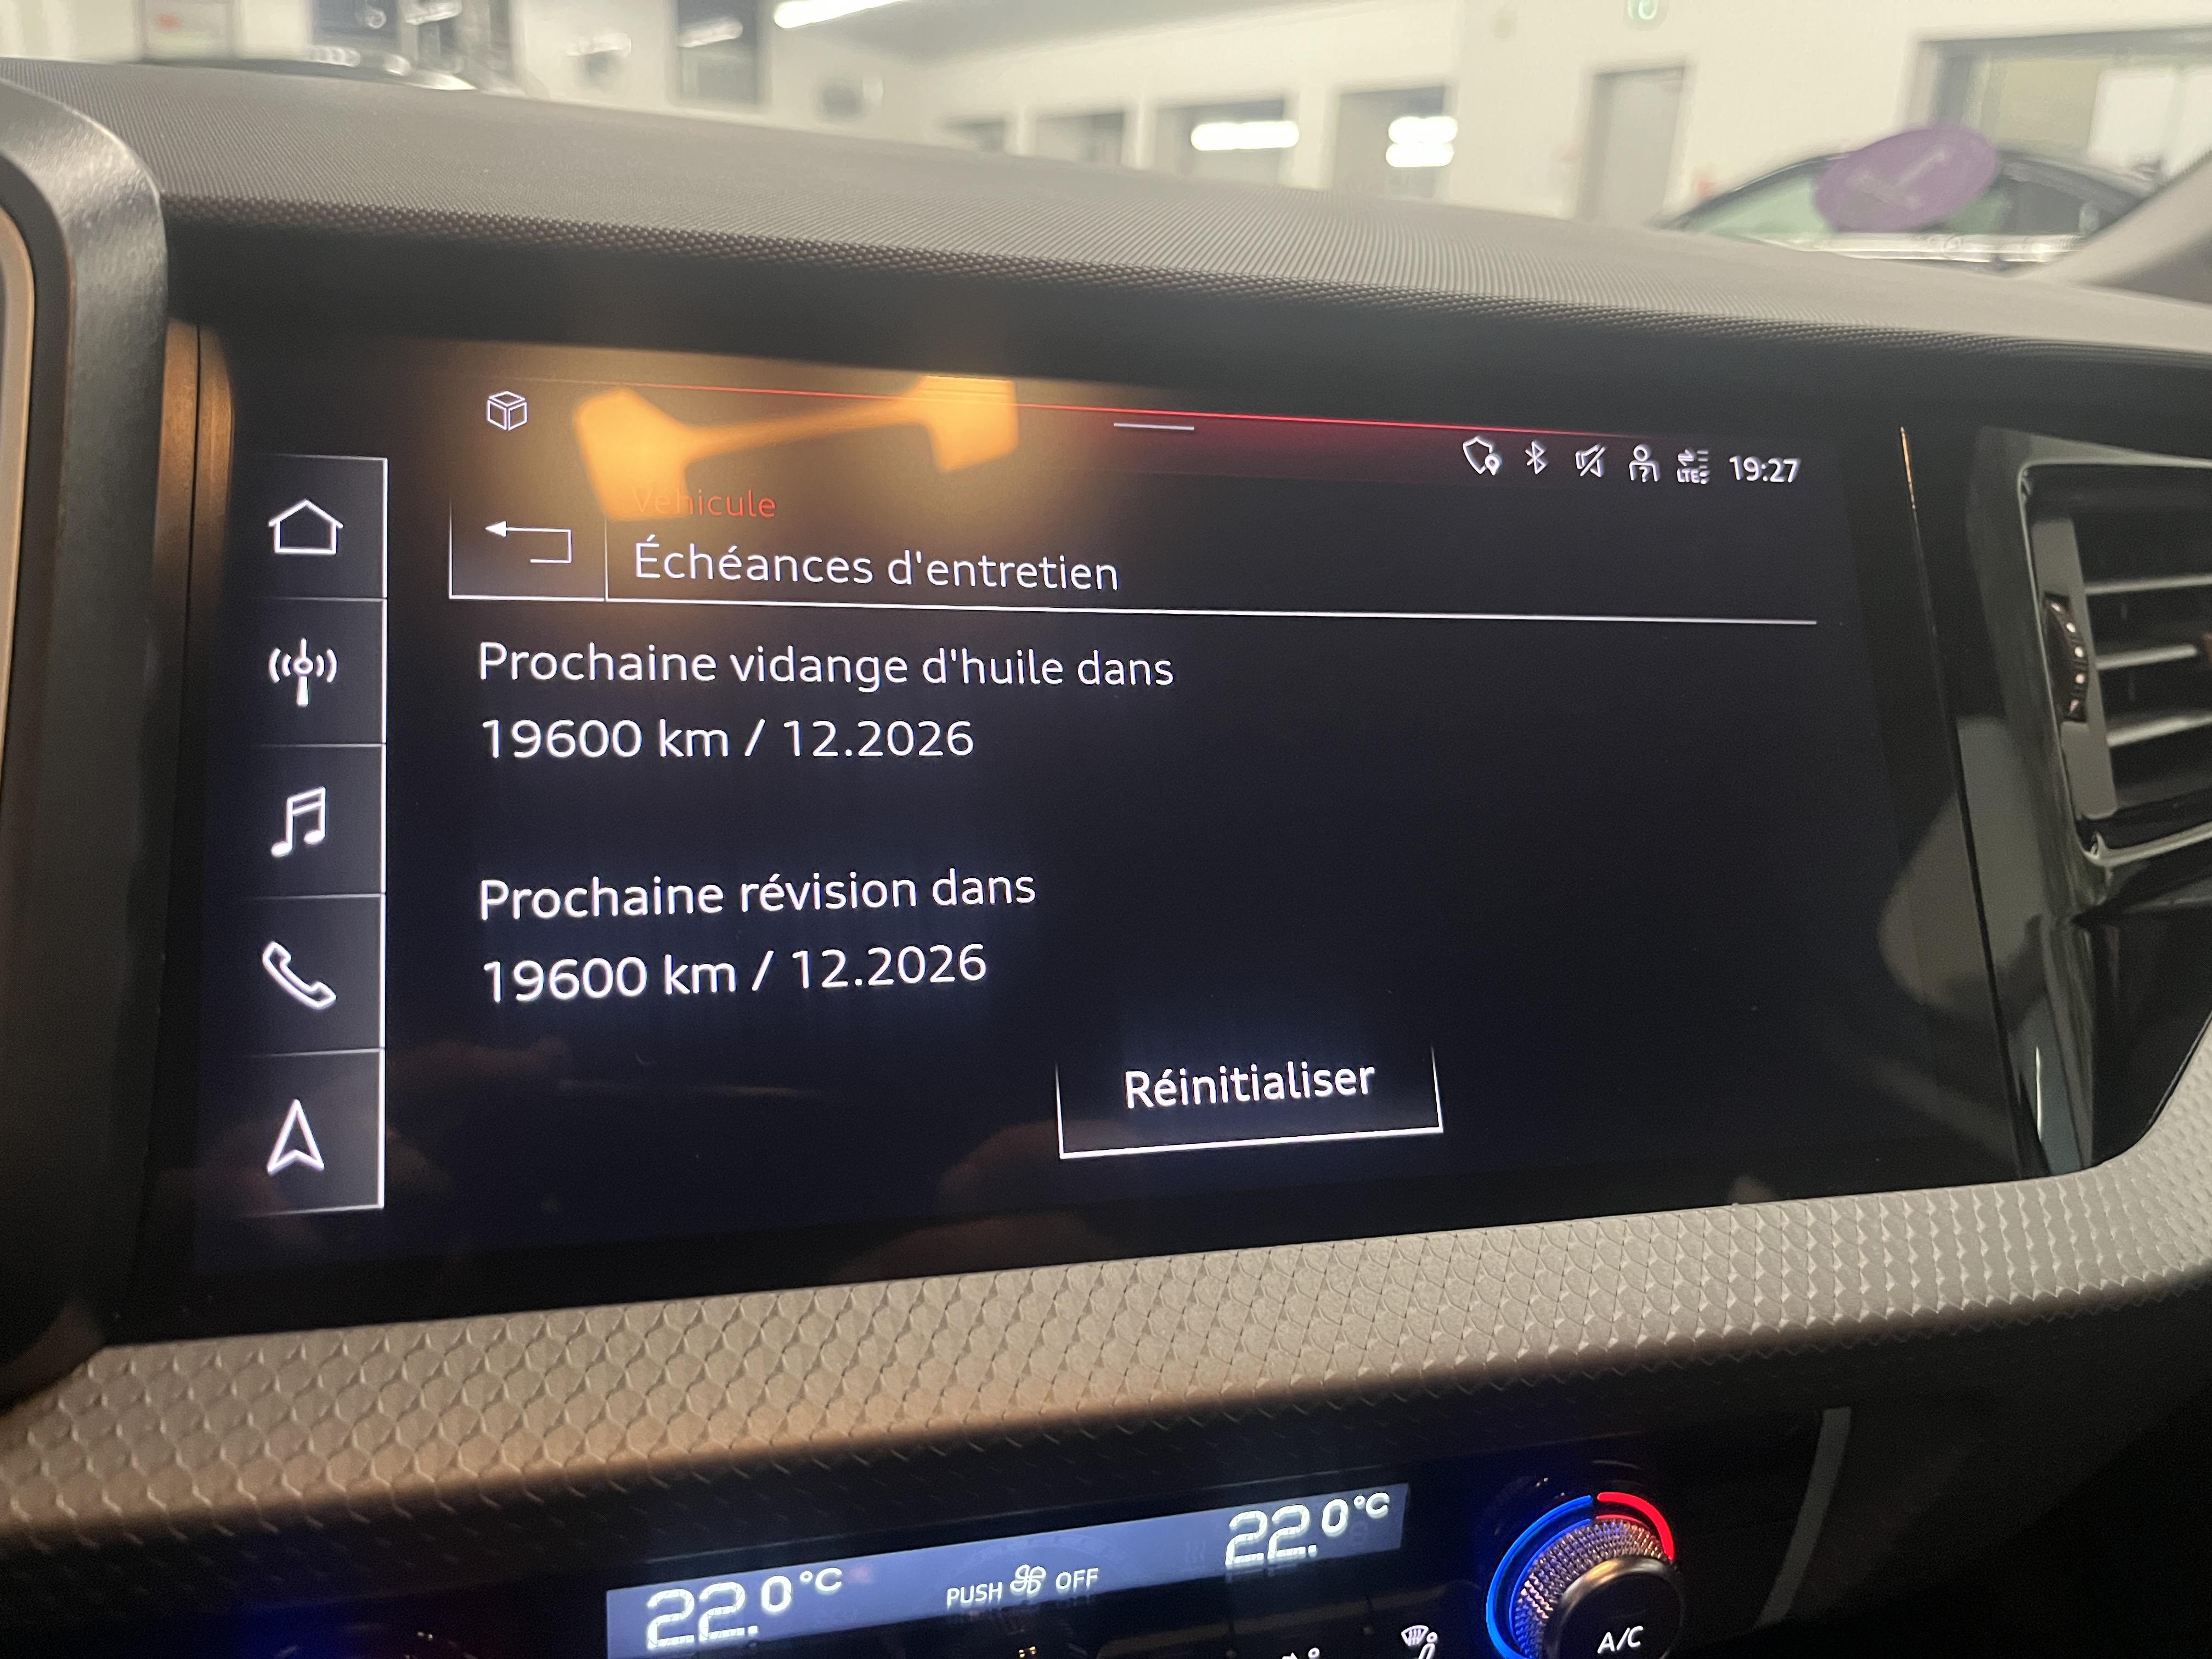 LTE
19:27
Véhicule
Échéances d'entretien
Prochaine vidange d'huile dans
19600 km / 12.2026
Prochaine révision dans
19600 km / 12.2026
Réinitialiser
22.0°C
PUSH OFF
22.0°C
A/C